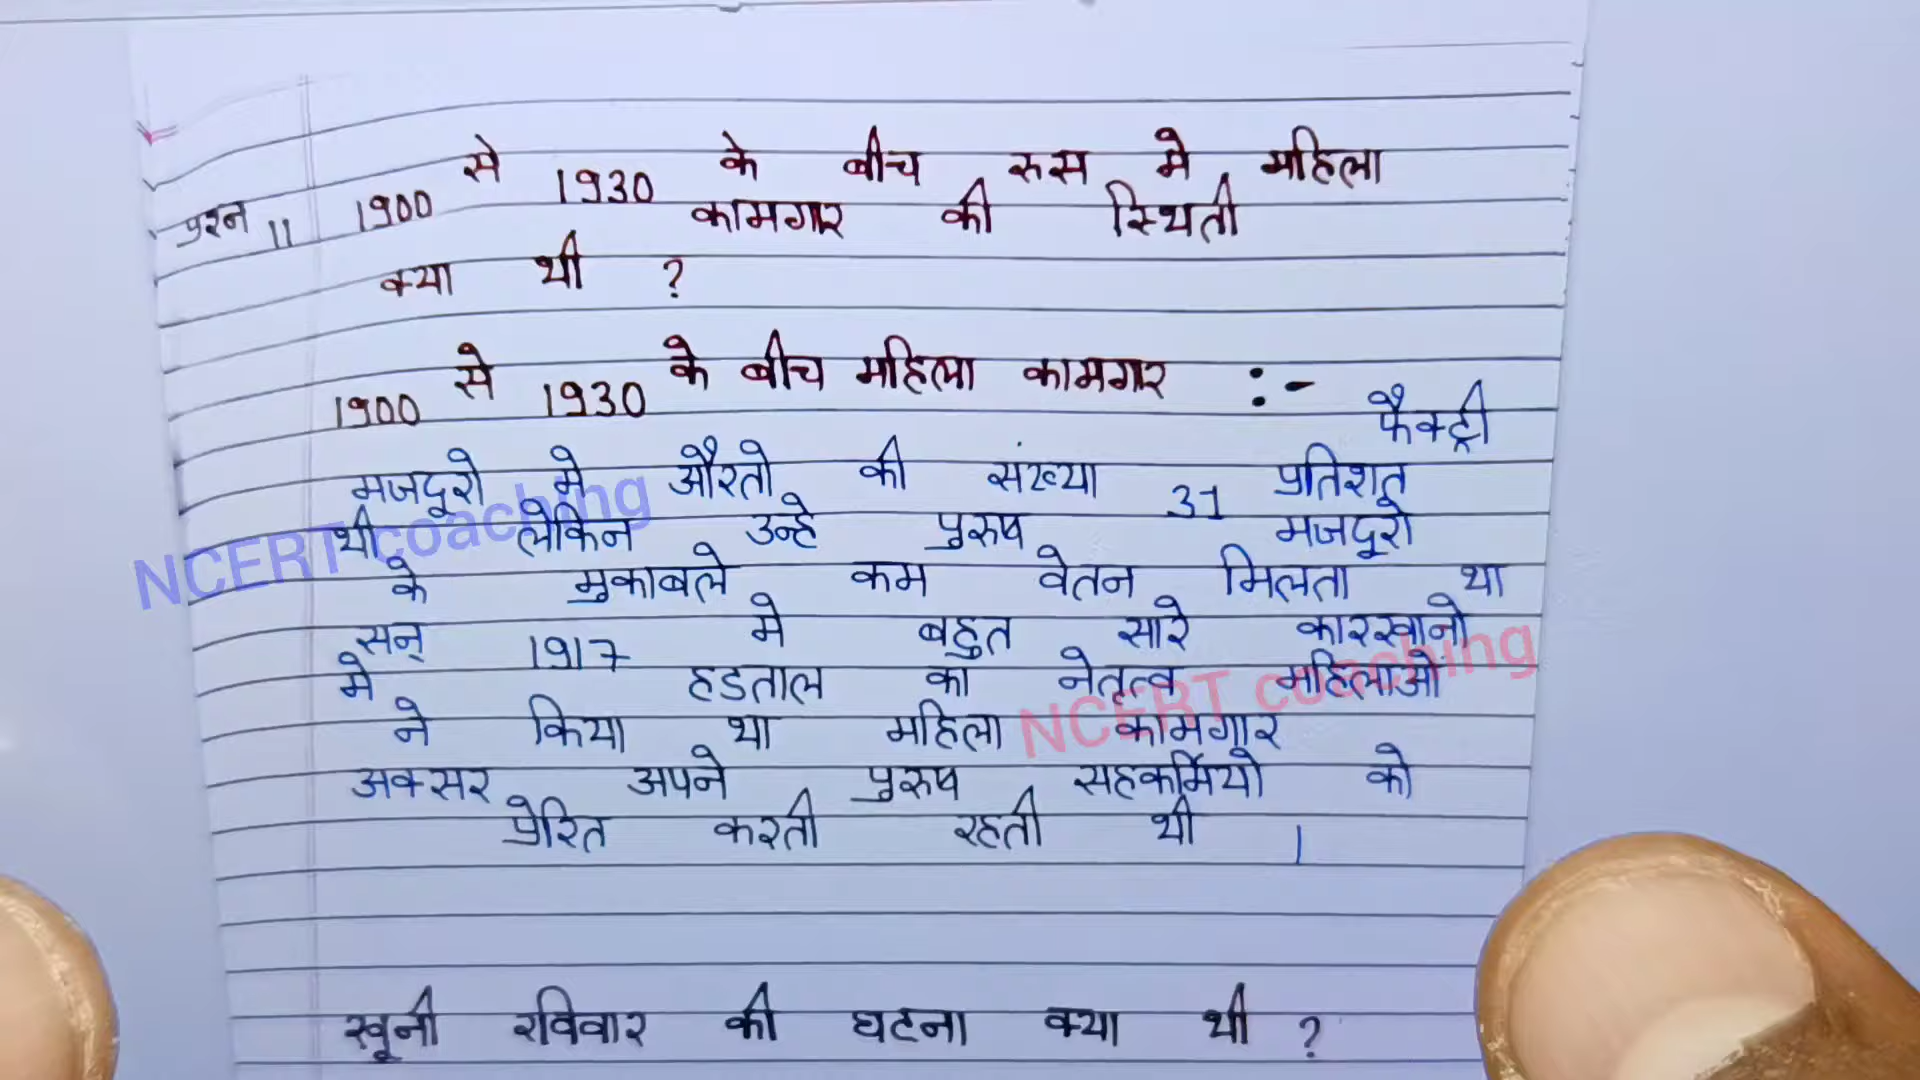 प्रश्न 11 1900 से 1930 के बीच रुस मे महिला
कामगार की स्थिती
क्या थी ?
1900 से 1930 के बीच महिला कामगार :-
फैक्ट्री
मजदूरो मे औरतो की संख्या 31 प्रतिशत
थी लेकिन उन्हे पुरुष मजदूरो
के मुकाबले कम वेतन मिलता था
सन् 1917 मे बहुत सारे कारखानो
मे हडताल का नेतृत्व महिलाओ
ने किया था महिला कामगार
अक्सर अपने पुरुष सहकर्मियो को
प्रेरित करती रहती थी ।
खूनी रविवार की घटना क्या थी ?
NCERT coaching
NCERT coaching